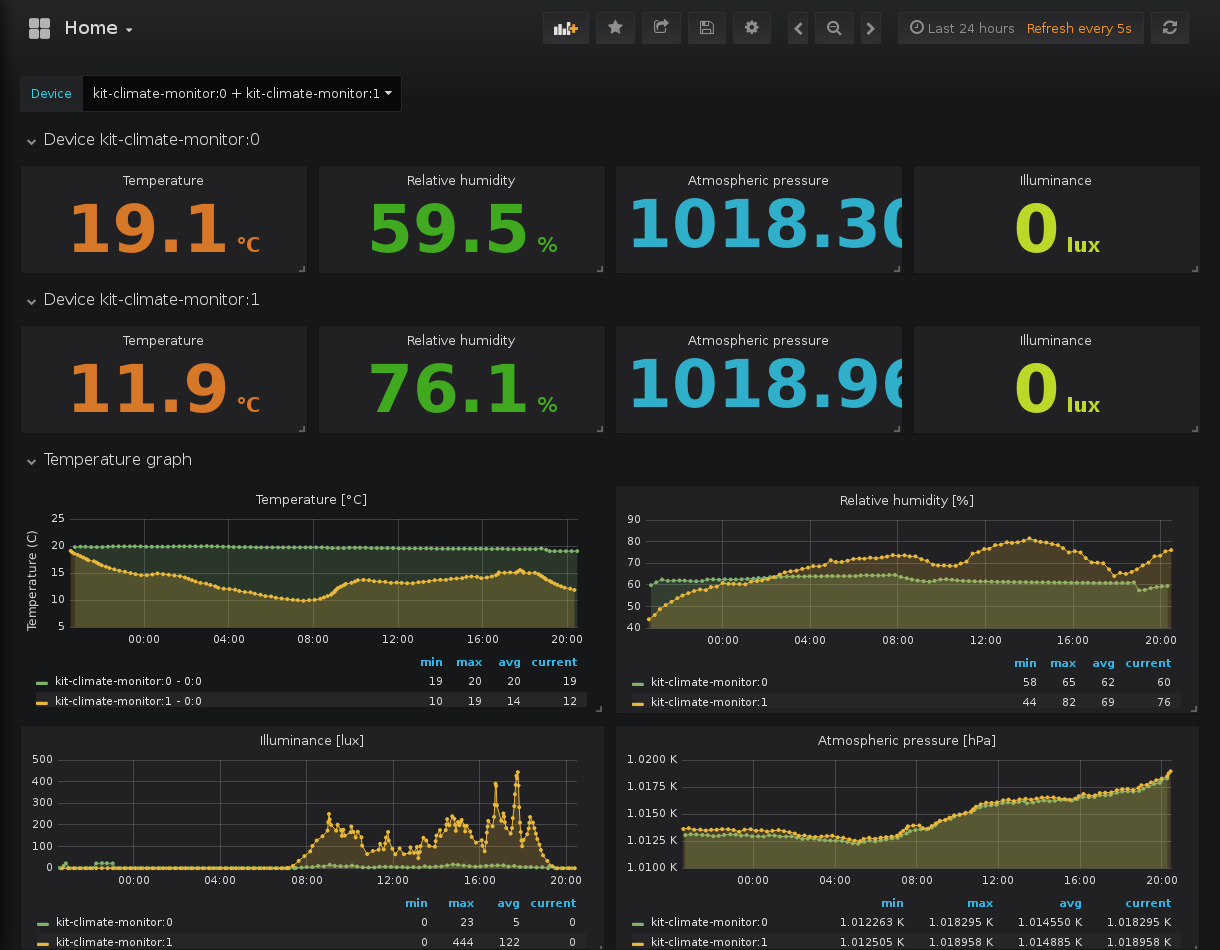 Home
Last 24 hours Refresh every 5s
Device kit-climate-monitor:0 + kit-climate-monitor:1
Device kit-climate-monitor:0
Temperature Relative humidity Atmospheric pressure Illuminance
19.1 °C 59.5 % 1018.30 0 lux
Device kit-climate-monitor:1
Temperature Relative humidity Atmospheric pressure Illuminance
11.9 °C 76.1 % 1018.96 0 lux
Temperature graph
Temperature [°C]
Temperature (C)
25
20
15
10
5
00:00 04:00 08:00 12:00 16:00 20:00
min max avg current
kit-climate-monitor:0 - 0:0 19 20 20 19
kit-climate-monitor:1 - 0:0 10 19 14 12
Relative humidity [%]
90
80
70
60
50
40
00:00 04:00 08:00 12:00 16:00 20:00
min max avg current
kit-climate-monitor:0 58 65 62 60
kit-climate-monitor:1 44 82 69 76
Illuminance [lux]
500
400
300
200
100
0
00:00 04:00 08:00 12:00 16:00 20:00
min max avg current
kit-climate-monitor:0 0 23 5 0
kit-climate-monitor:1 0 444 122 0
Atmospheric pressure [hPa]
1.0200 K
1.0175 K
1.0150 K
1.0125 K
1.0100 K
00:00 04:00 08:00 12:00 16:00 20:00
min max avg current
kit-climate-monitor:0 1.012263 K 1.018295 K 1.014550 K 1.018295 K
kit-climate-monitor:1 1.012505 K 1.018958 K 1.014885 K 1.018958 K